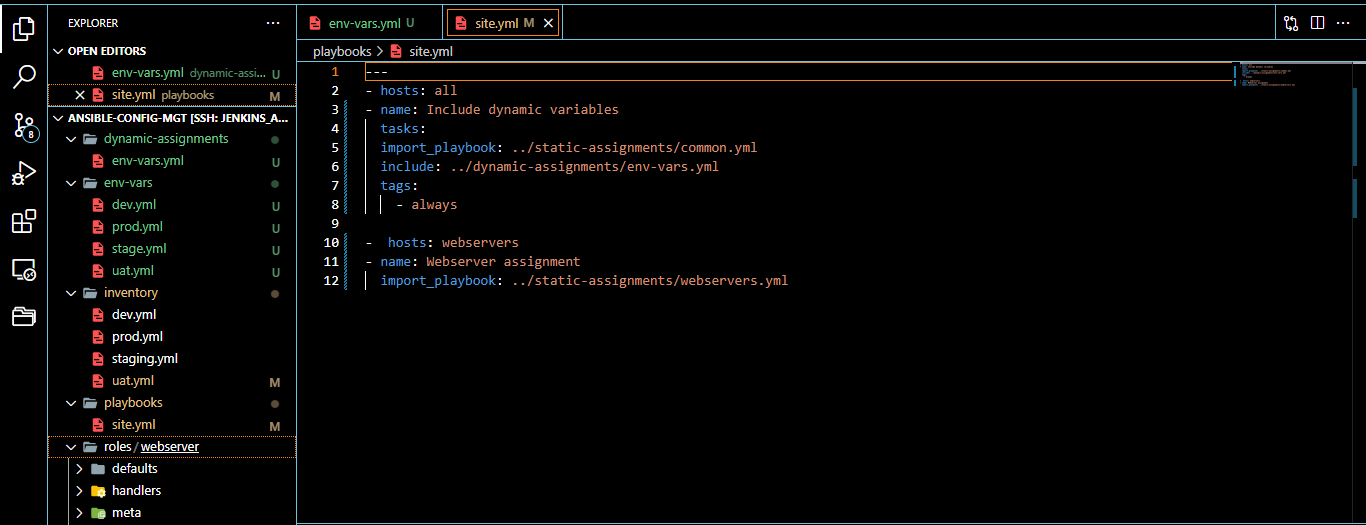 EXPLORER
OPEN EDITORS
env-vars.yml dynamic-assi... U
site.yml playbooks M
ANSIBLE-CONFIG-MGT [SSH: JENKINS_A...
dynamic-assignments
env-vars.yml U
env-vars
dev.yml U
prod.yml U
stage.yml U
uat.yml U
inventory
dev.yml
prod.yml
staging.yml
uat.yml M
playbooks
site.yml M
roles / webserver
defaults
handlers
meta
8
env-vars.yml U
site.yml M
playbooks > site.yml
1 ---
2 - hosts: all
3 - name: Include dynamic variables
4 tasks:
5 import_playbook: ../static-assignments/common.yml
6 include: ../dynamic-assignments/env-vars.yml
7 tags:
8 - always
9
10 -  hosts: webservers
11 - name: Webserver assignment
12 import_playbook: ../static-assignments/webservers.yml